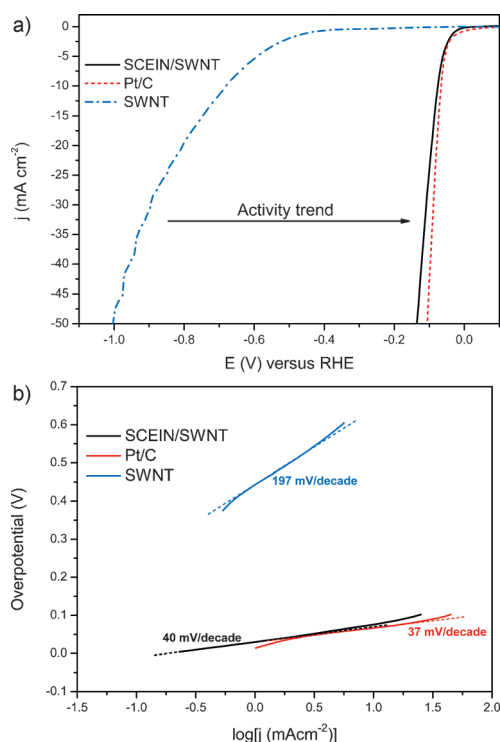 a)
SCEIN/SWNT
Pt/C
SWNT
Activity trend
0
-5
-10
-15
-20
-25
-30
-35
-40
-45
-50
j (mA cm⁻²)
-1.0
-0.8
-0.6
-0.4
-0.2
0.0
E (V) versus RHE
b)
SCEIN/SWNT
Pt/C
SWNT
197 mV/decade
40 mV/decade
37 mV/decade
0.7
0.6
0.5
0.4
0.3
0.2
0.1
0.0
-0.1
Overpotential (V)
-1.5
-1.0
-0.5
0.0
0.5
1.0
1.5
2.0
log[j (mAcm⁻²)]